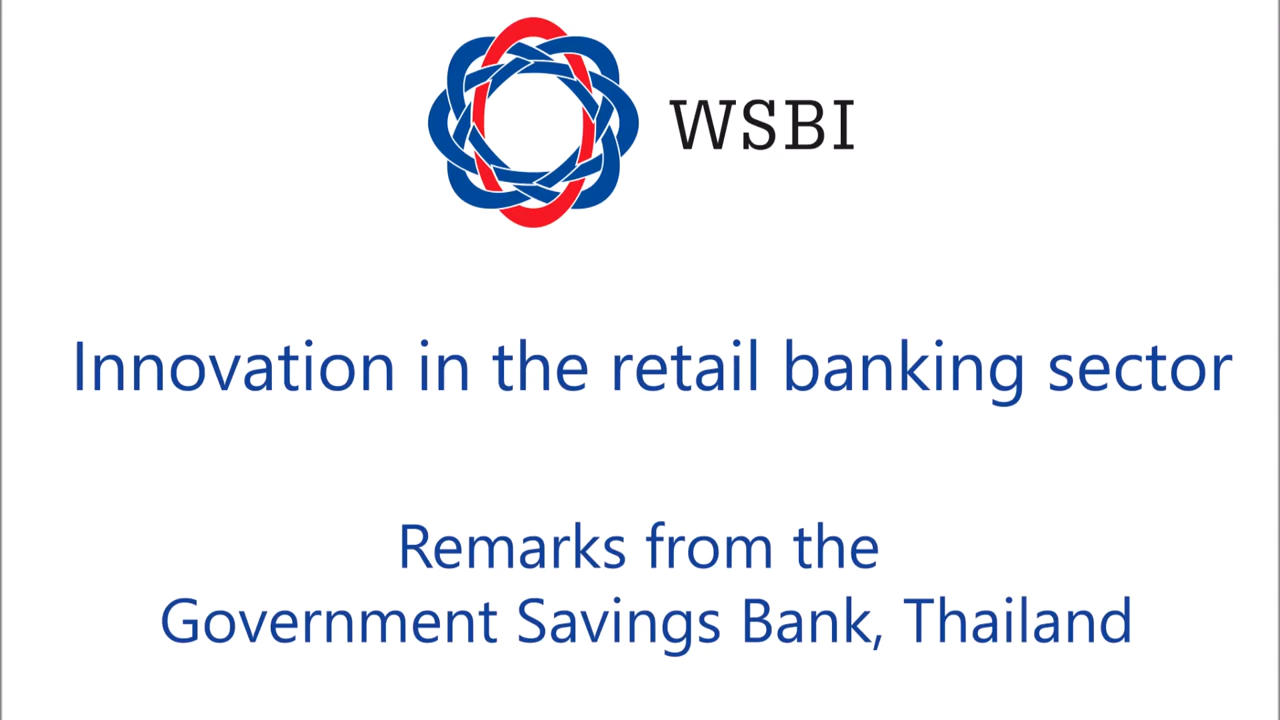 WSBI
Innovation in the retail banking sector
Remarks from the
Government Savings Bank, Thailand